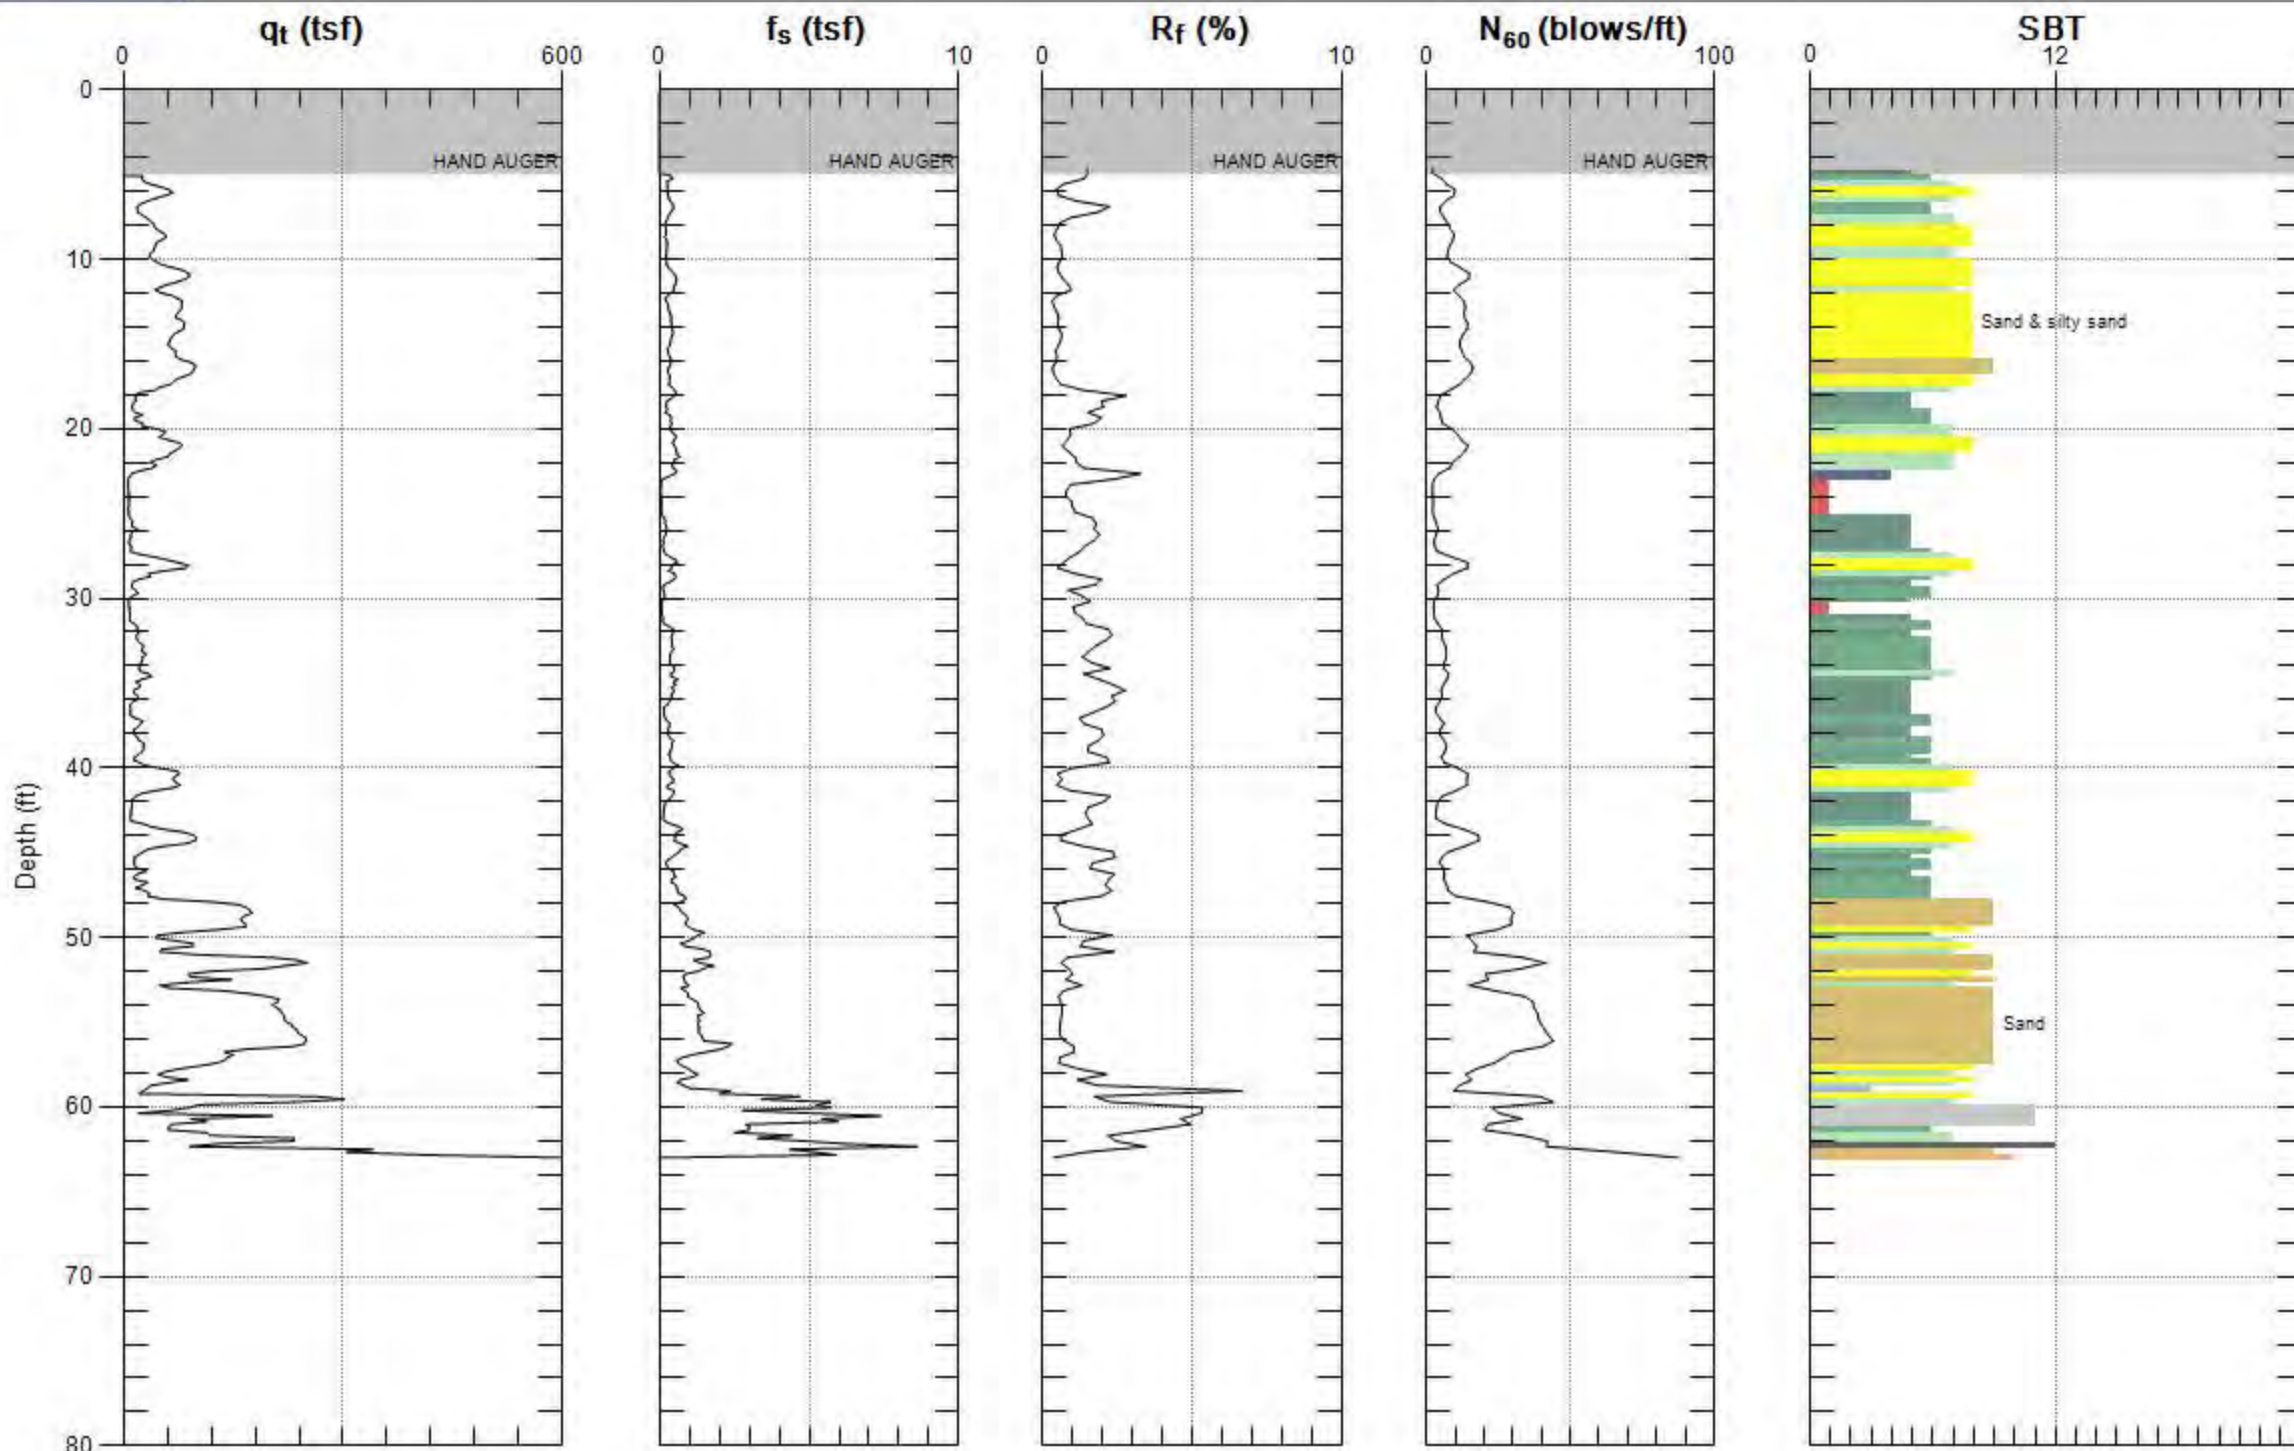 qt (tsf) fs (tsf) Rf (%) N60 (blows/ft) SBT
0 600 0 10 0 10 0 100 0 12
0
HAND AUGER HAND AUGER HAND AUGER HAND AUGER
10
Sand & silty sand
20
30
40
Depth (ft)
50
Sand
60
70
80